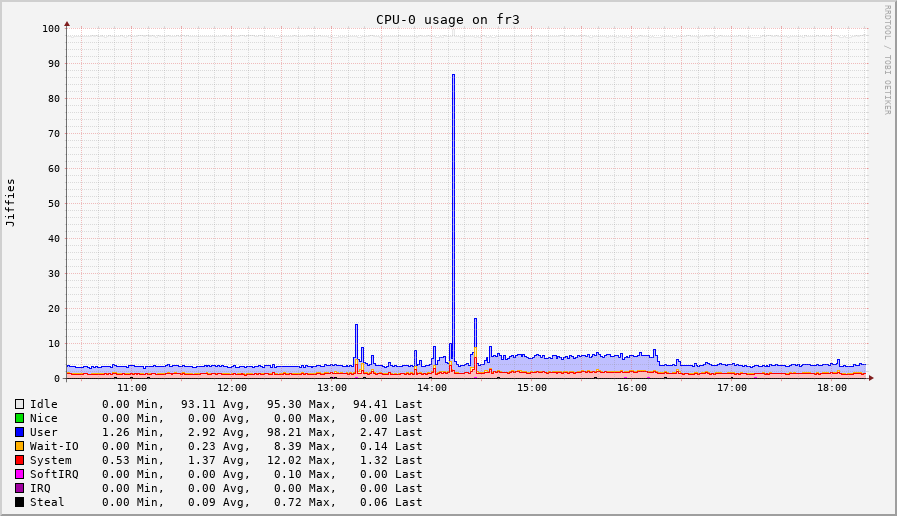 CPU-0 usage on fr3
RRDTOOL / TOBI OETIKER
Jiffies
100
90
80
70
60
50
40
30
20
10
0
11:00 12:00 13:00 14:00 15:00 16:00 17:00 18:00
Idle 0.00 Min, 93.11 Avg, 95.30 Max, 94.41 Last
Nice 0.00 Min, 0.00 Avg, 0.00 Max, 0.00 Last
User 1.26 Min, 2.92 Avg, 98.21 Max, 2.47 Last
Wait-IO 0.00 Min, 0.23 Avg, 8.39 Max, 0.14 Last
System 0.53 Min, 1.37 Avg, 12.02 Max, 1.32 Last
SoftIRQ 0.00 Min, 0.00 Avg, 0.10 Max, 0.00 Last
IRQ 0.00 Min, 0.00 Avg, 0.00 Max, 0.00 Last
Steal 0.00 Min, 0.09 Avg, 0.72 Max, 0.06 Last